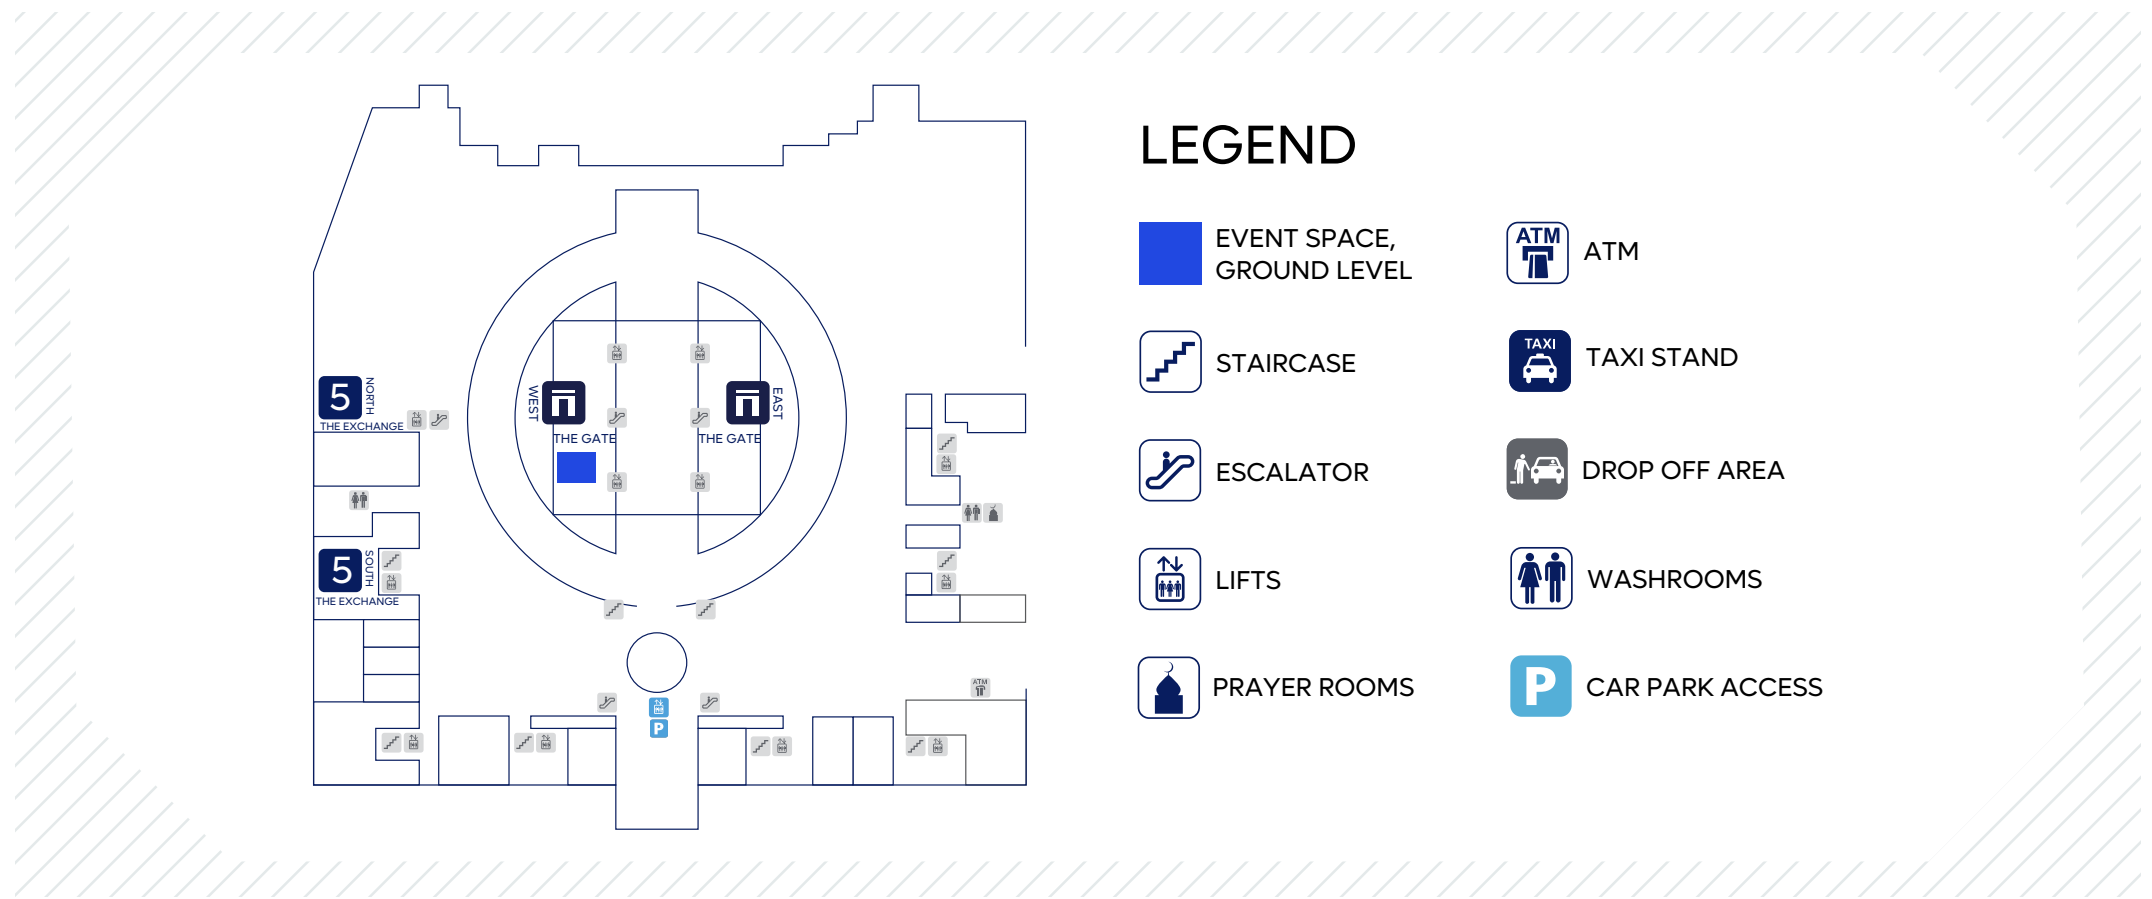 5
NORTH
THE EXCHANGE
WEST
THE GATE
EAST
THE GATE
5
SOUTH
THE EXCHANGE
P
ATM
LEGEND
EVENT SPACE,
GROUND LEVEL
STAIRCASE
ESCALATOR
LIFTS
PRAYER ROOMS
ATM
ATM
TAXI
TAXI STAND
DROP OFF AREA
WASHROOMS
P
CAR PARK ACCESS